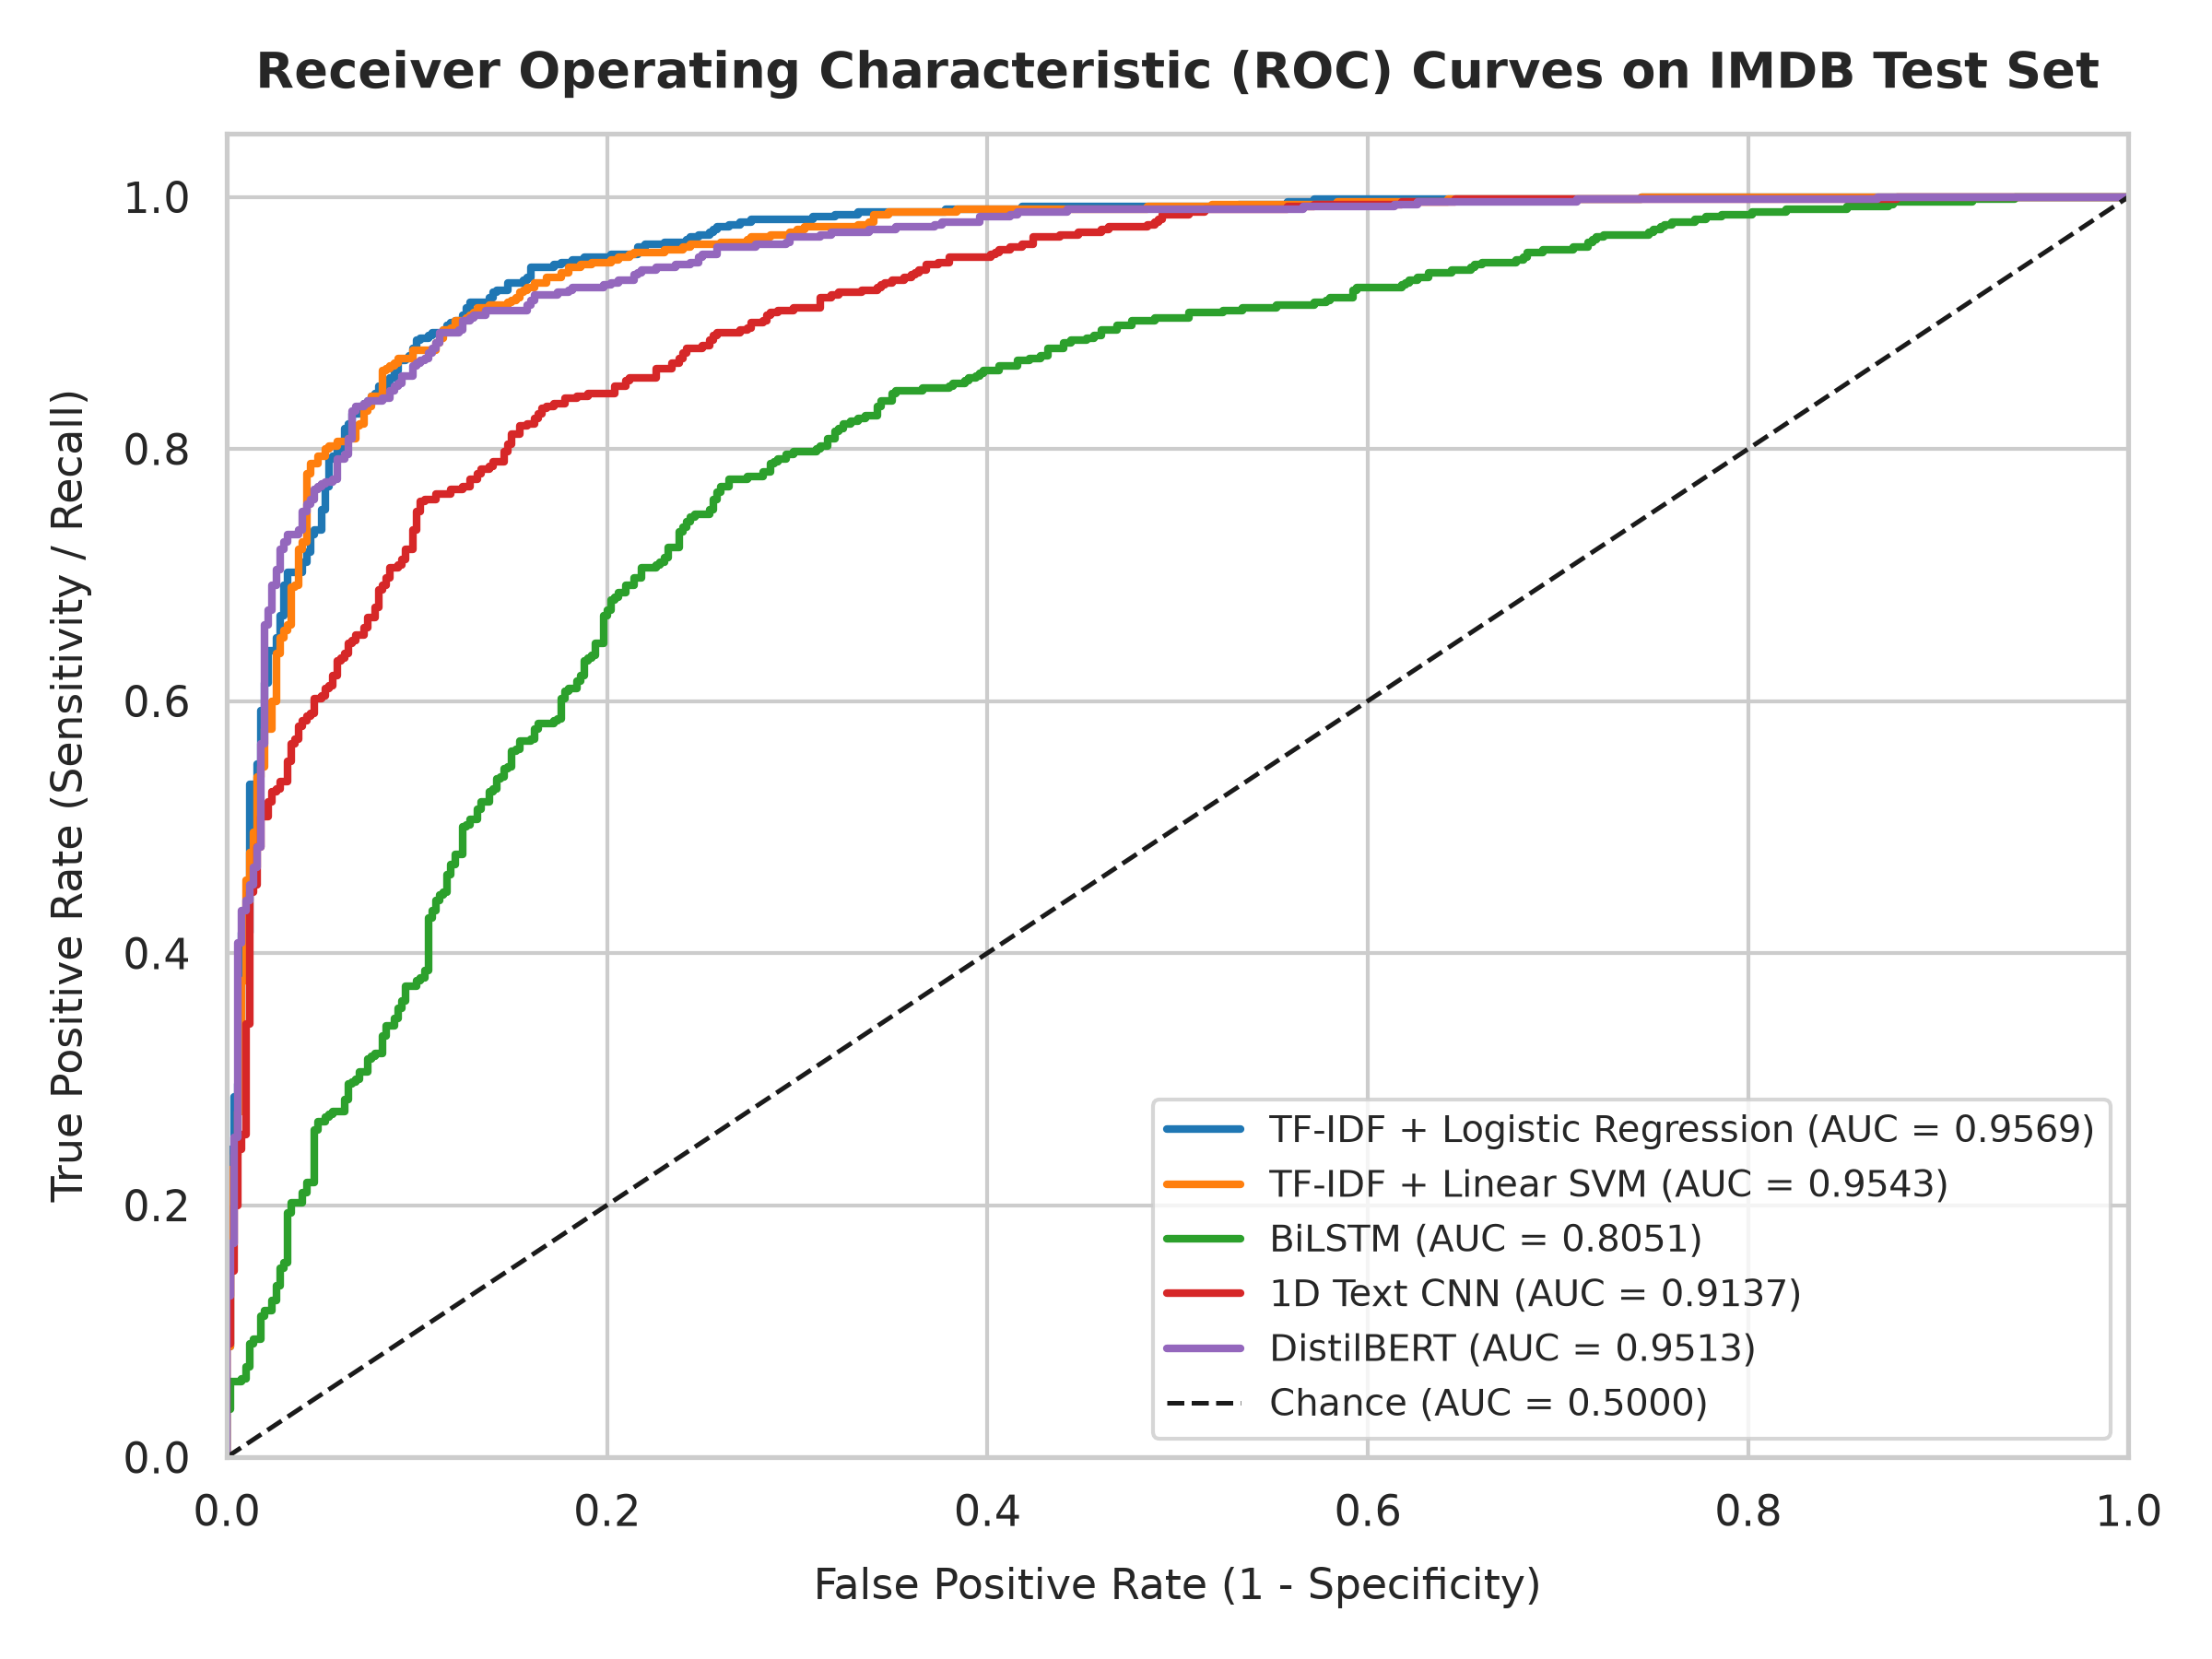 Receiver Operating Characteristic (ROC) Curves on IMDB Test Set
True Positive Rate (Sensitivity / Recall)
1.0
0.8
0.6
0.4
0.2
0.0
TF-IDF + Logistic Regression (AUC = 0.9569)
TF-IDF + Linear SVM (AUC = 0.9543)
BiLSTM (AUC = 0.8051)
1D Text CNN (AUC = 0.9137)
DistilBERT (AUC = 0.9513)
Chance (AUC = 0.5000)
0.0 0.2 0.4 0.6 0.8 1.0
False Positive Rate (1 - Specificity)